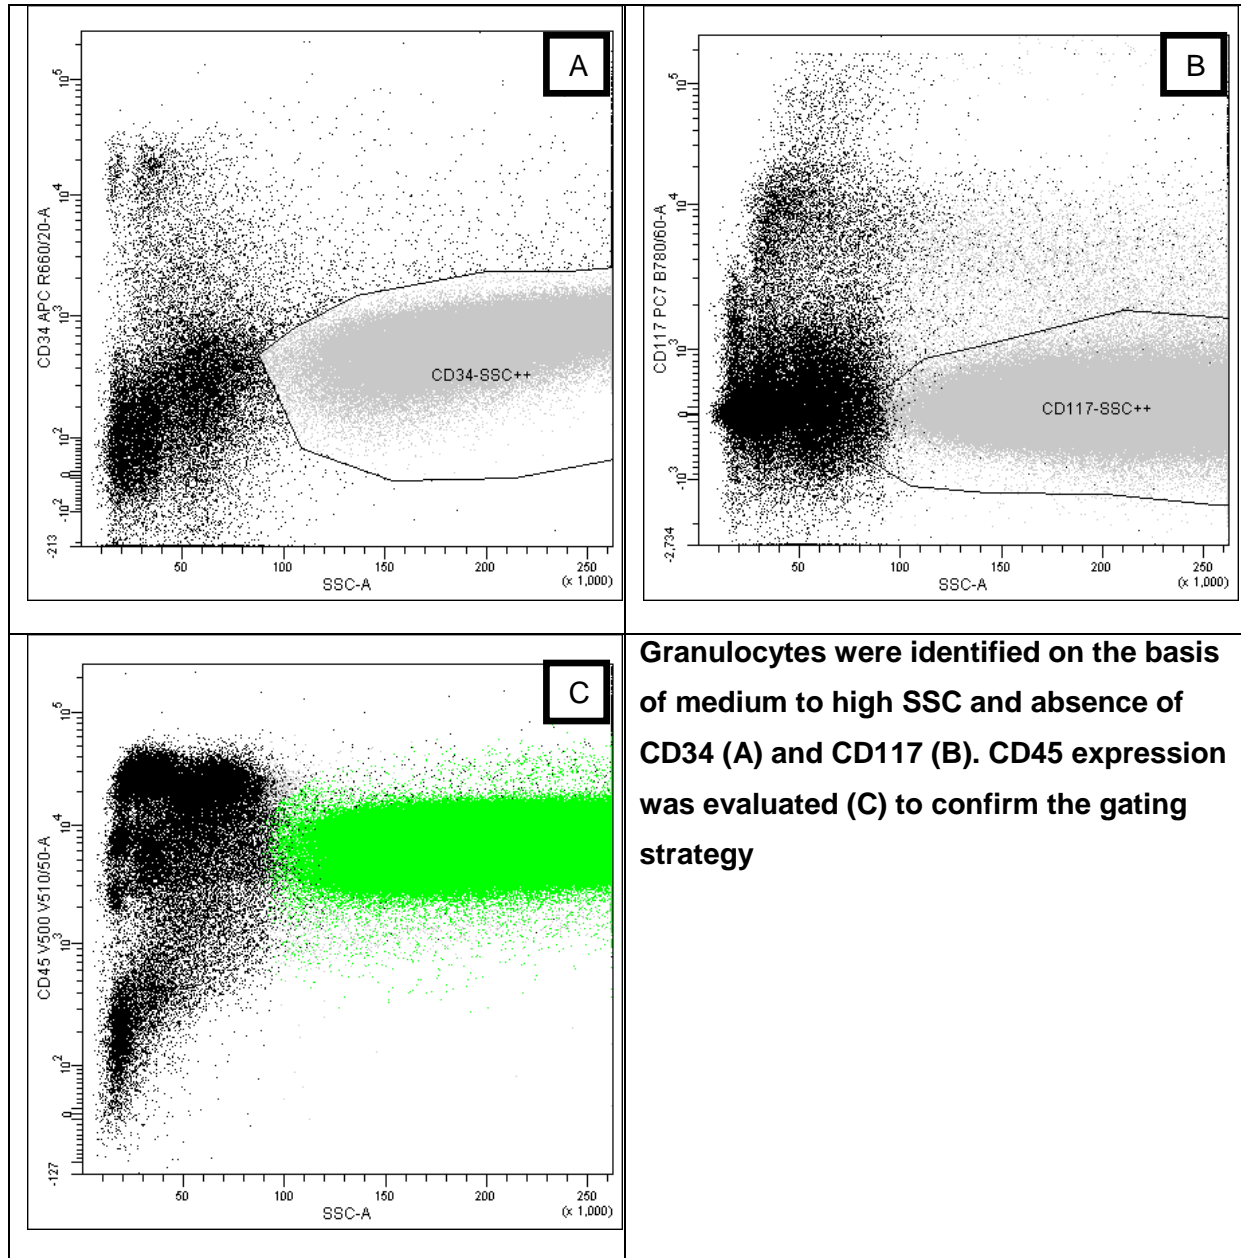 A
CD34 APC R660/20-A
10^5
10^4
10^3
10^2
0
-10^2
-213
CD34-SSC++
50 100 150 200 250
(x 1,000)
SSC-A
B
CD117 PC7 B780/60-A
10^5
10^4
10^3
0
-10^3
-2,734
CD117-SSC++
50 100 150 200 250
(x 1,000)
SSC-A
C
CD45 V500 V510/50-A
10^5
10^4
10^3
10^2
0
-127
50 100 150 200 250
(x 1,000)
SSC-A
Granulocytes were identified on the basis
of medium to high SSC and absence of
CD34 (A) and CD117 (B). CD45 expression
was evaluated (C) to confirm the gating
strategy